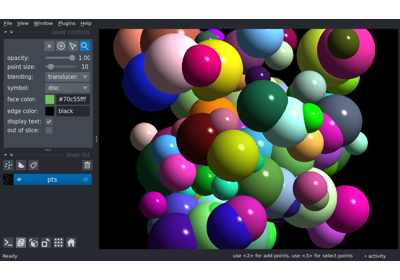 File View Window Plugins Help
layer controls
opacity: 1.00
point size: 10
blending: translucen
symbol: disc
face color: #70c55fff
edge color: black
display text:
out of slice:
layer list
pts
Ready
use <2> for add points, use <3> for select points
activity